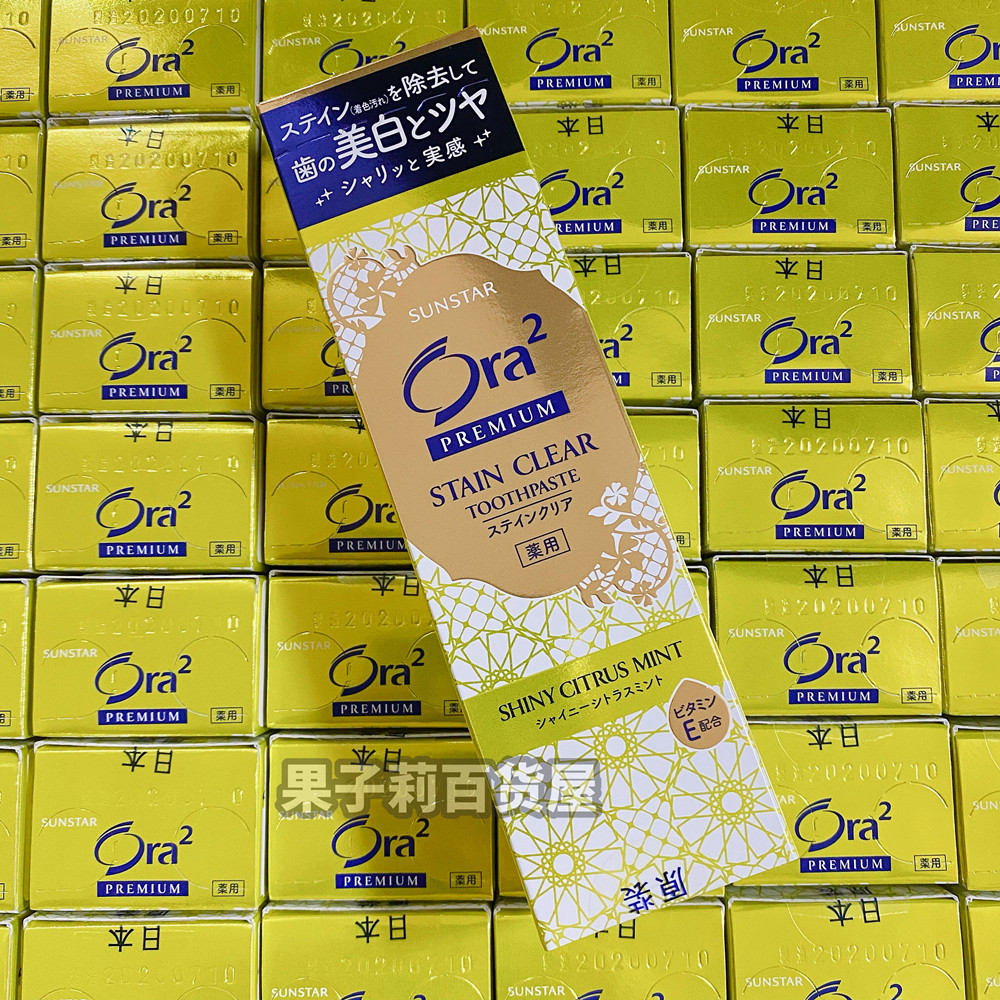 ステイン(着色汚れ)を除去して
歯の美白とツヤ
シャリッと実感
SUNSTAR
Ora²
PREMIUM
STAIN CLEAR
TOOTHPASTE
ステインクリア
薬用
SHINY CITRUS MINT
シャイニーシトラスミント
ビタミン
E配合
原装
果子莉百货屋
日本
20200710
SUNSTAR
Ora²
PREMIUM
薬用